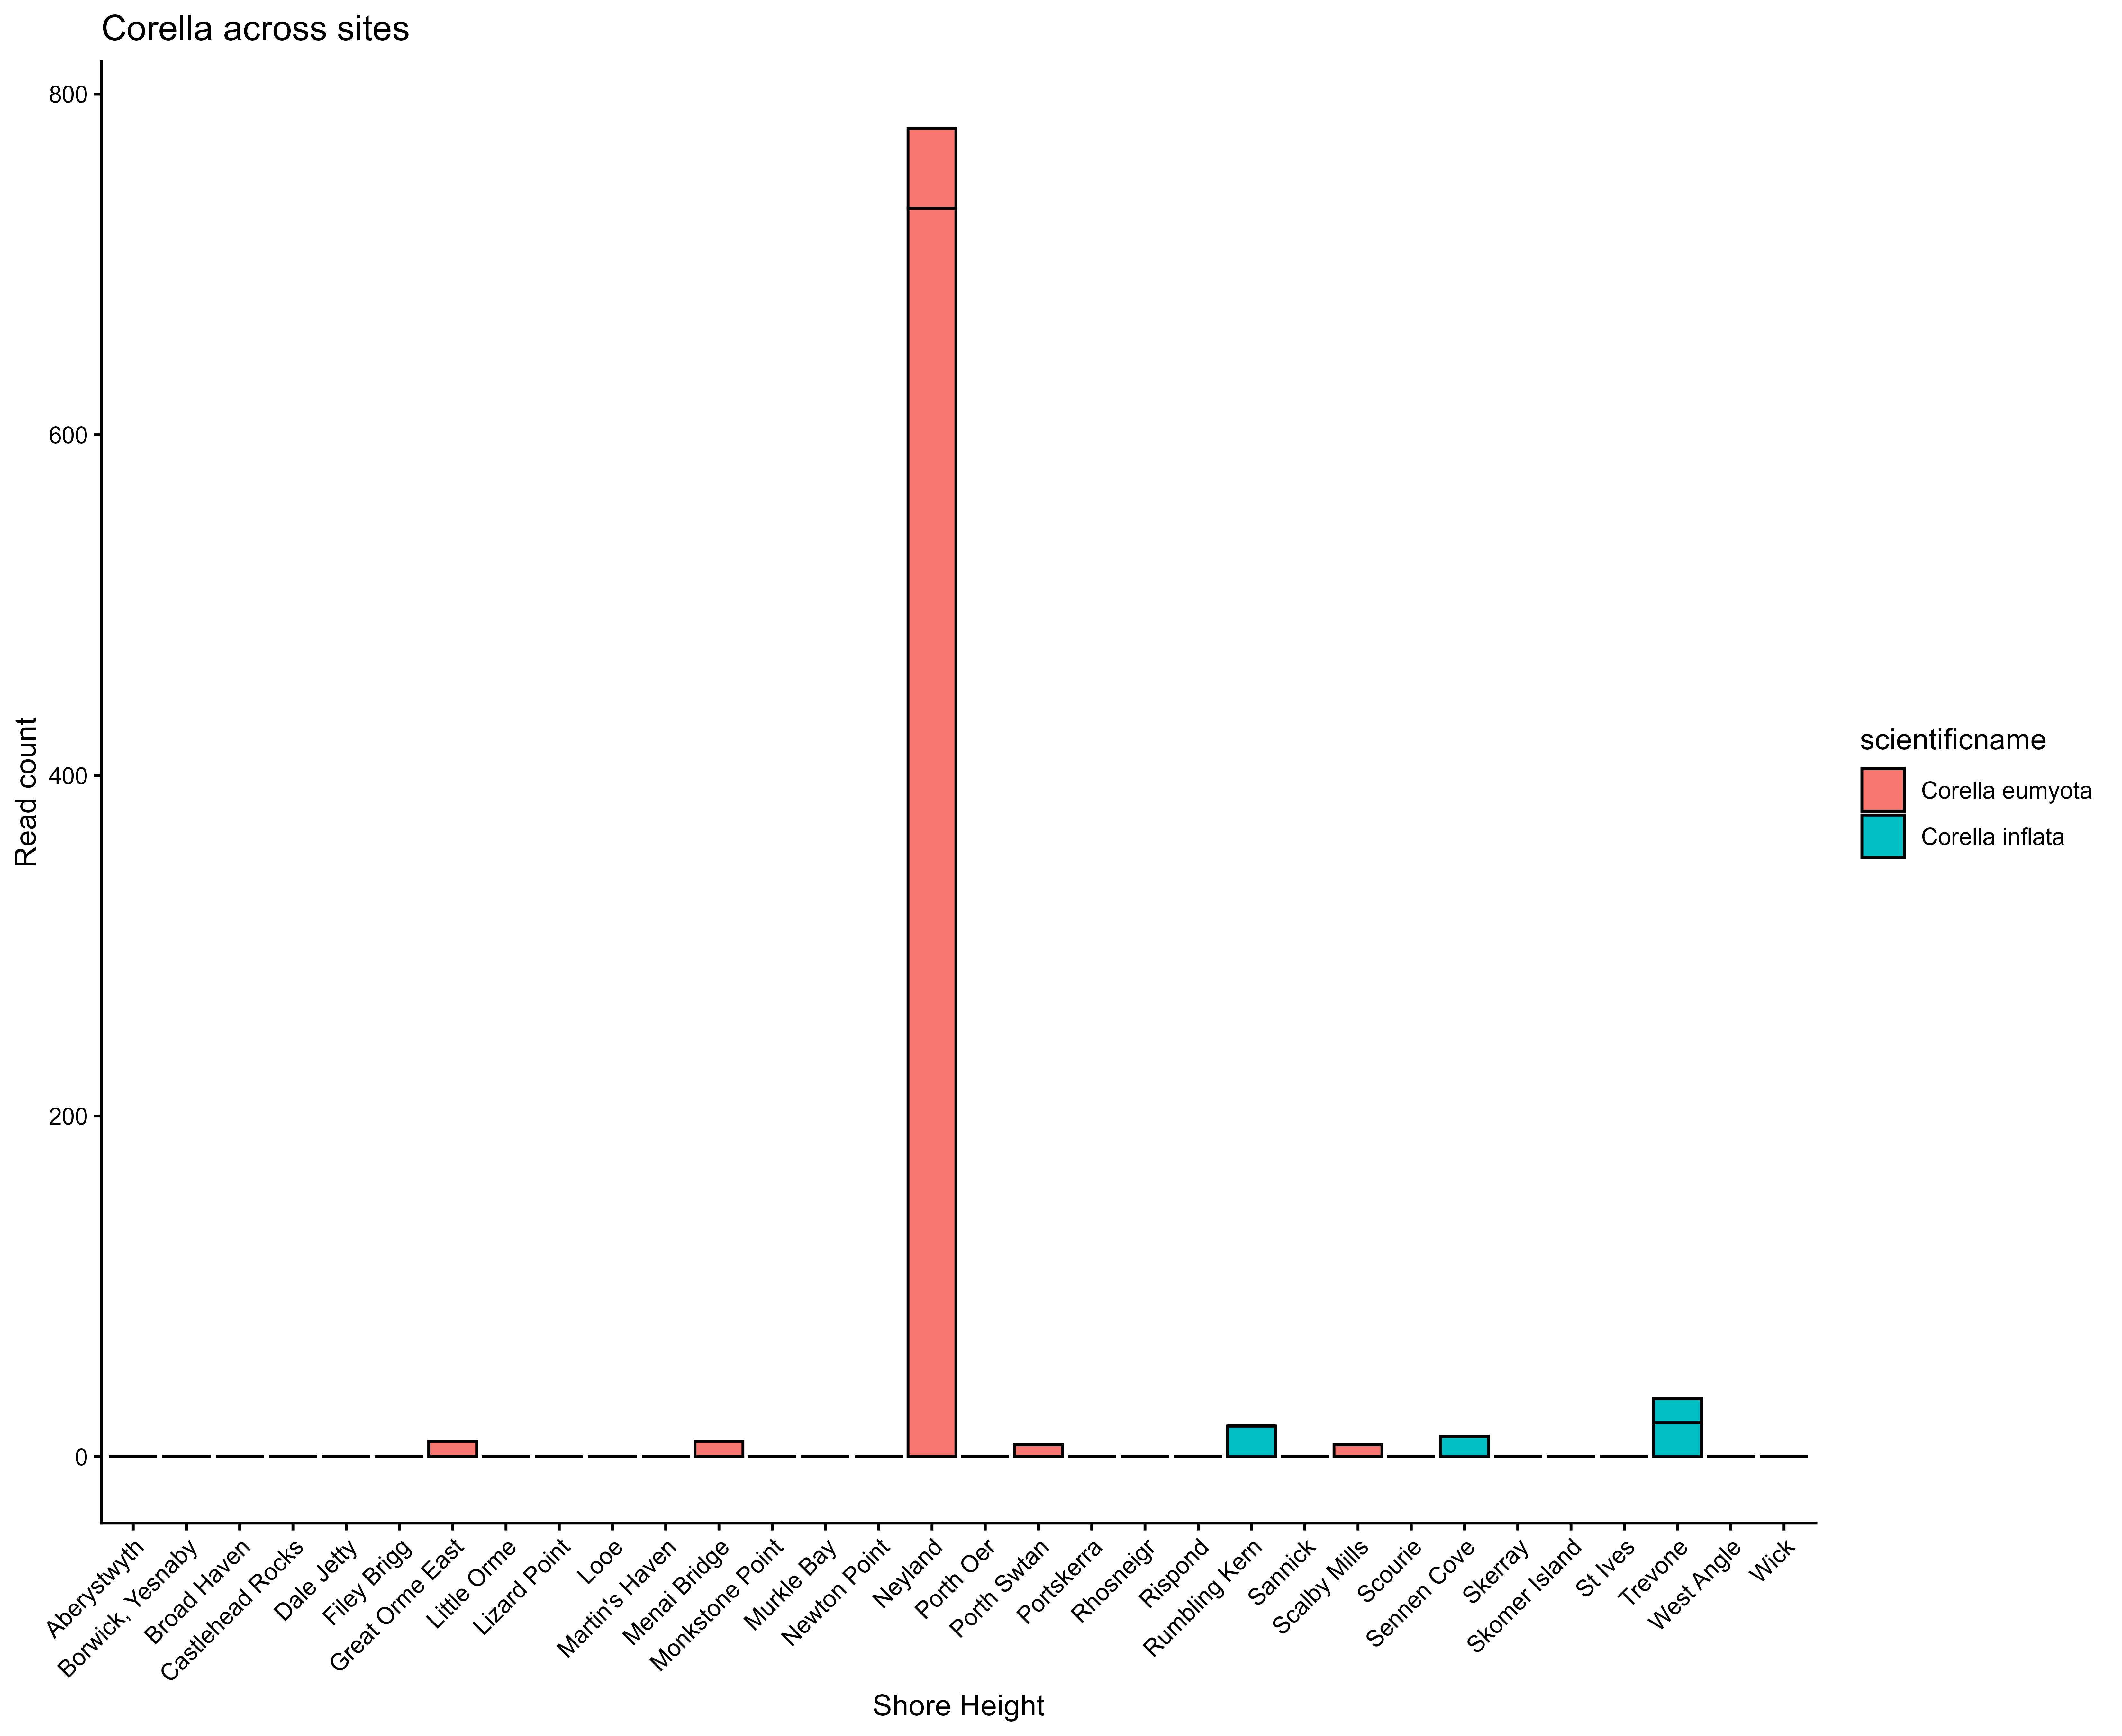 Corella across sites
800
600
400
200
0
Read count
Aberystwyth
Borwick, Yesnaby
Broad Haven
Castlehead Rocks
Dale Jetty
Filey Brigg
Great Orme East
Little Orme
Lizard Point
Looe
Martin's Haven
Menai Bridge
Monkstone Point
Murkle Bay
Newton Point
Neyland
Porth Oer
Porth Swtan
Portskerra
Rhosneigr
Rispond
Rumbling Kern
Sannick
Scalby Mills
Scourie
Sennen Cove
Skerray
Skomer Island
St Ives
Trevone
West Angle
Wick
Shore Height
scientificname
Corella eumyota
Corella inflata